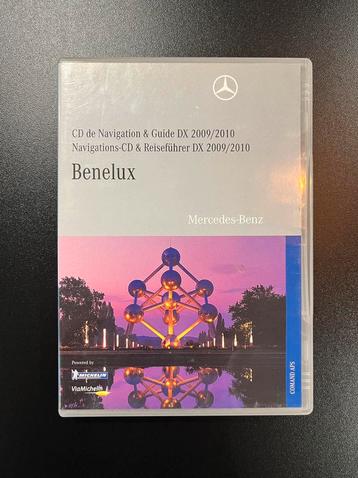 CD de Navigation & Guide DX 2009/2010
Navigations-CD & Reiseführer DX 2009/2010
Benelux
Mercedes-Benz
Powered by
MICHELIN
ViaMichelin
COMAND APS